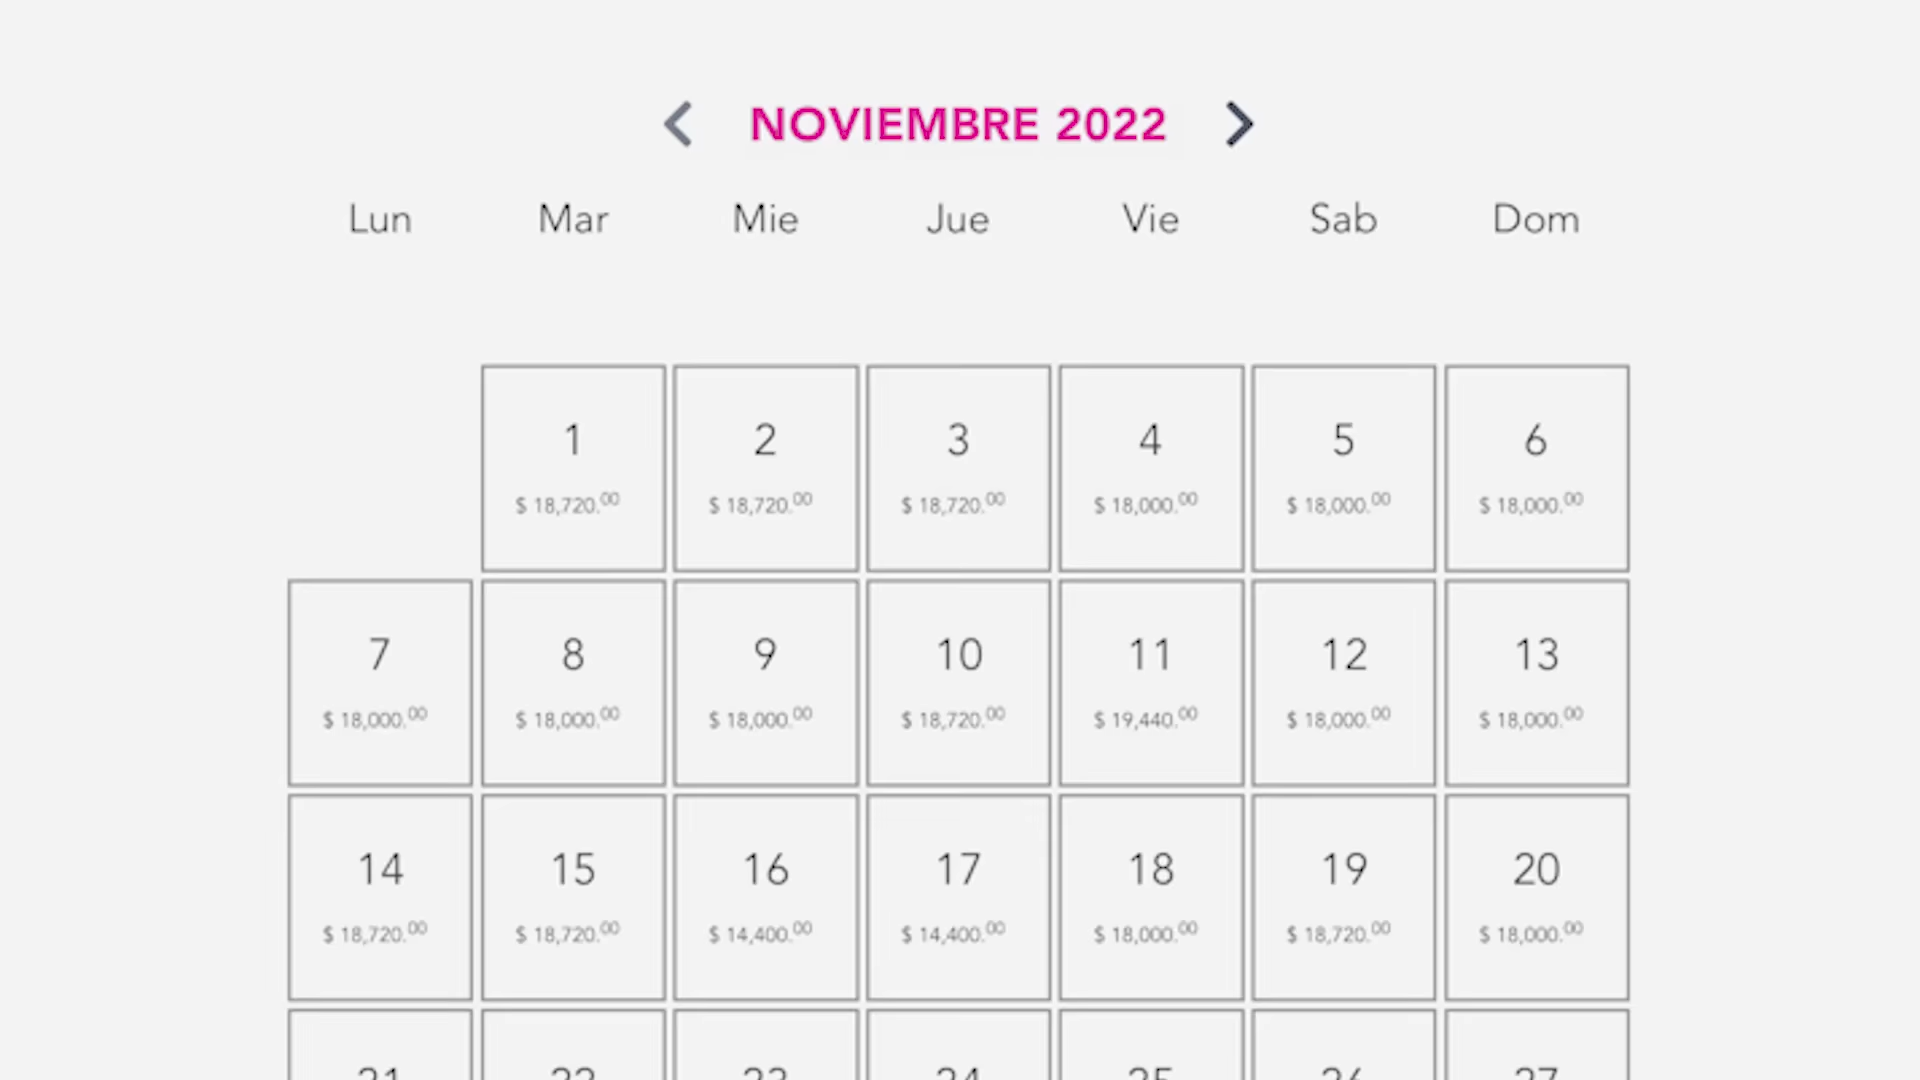 NOVIEMBRE 2022
Lun Mar Mie Jue Vie Sab Dom
1 2 3 4 5 6
$ 18,720.00 $ 18,720.00 $ 18,720.00 $ 18,000.00 $ 18,000.00 $ 18,000.00
7 8 9 10 11 12 13
$ 18,000.00 $ 18,000.00 $ 18,000.00 $ 18,720.00 $ 19,440.00 $ 18,000.00 $ 18,000.00
14 15 16 17 18 19 20
$ 18,720.00 $ 18,720.00 $ 14,400.00 $ 14,400.00 $ 18,000.00 $ 18,720.00 $ 18,000.00
21 22 23 24 25 26 27